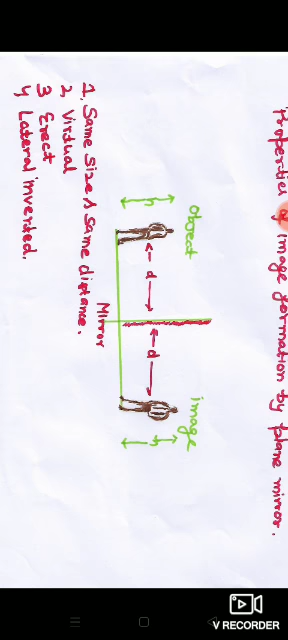 Properties of image formation by plane mirror.
object
image
h
h
← d →
← d →
Mirror
1. Same size & same distance.
2 Virtual
3 Erect
4 Lateral inverted.
V RECORDER